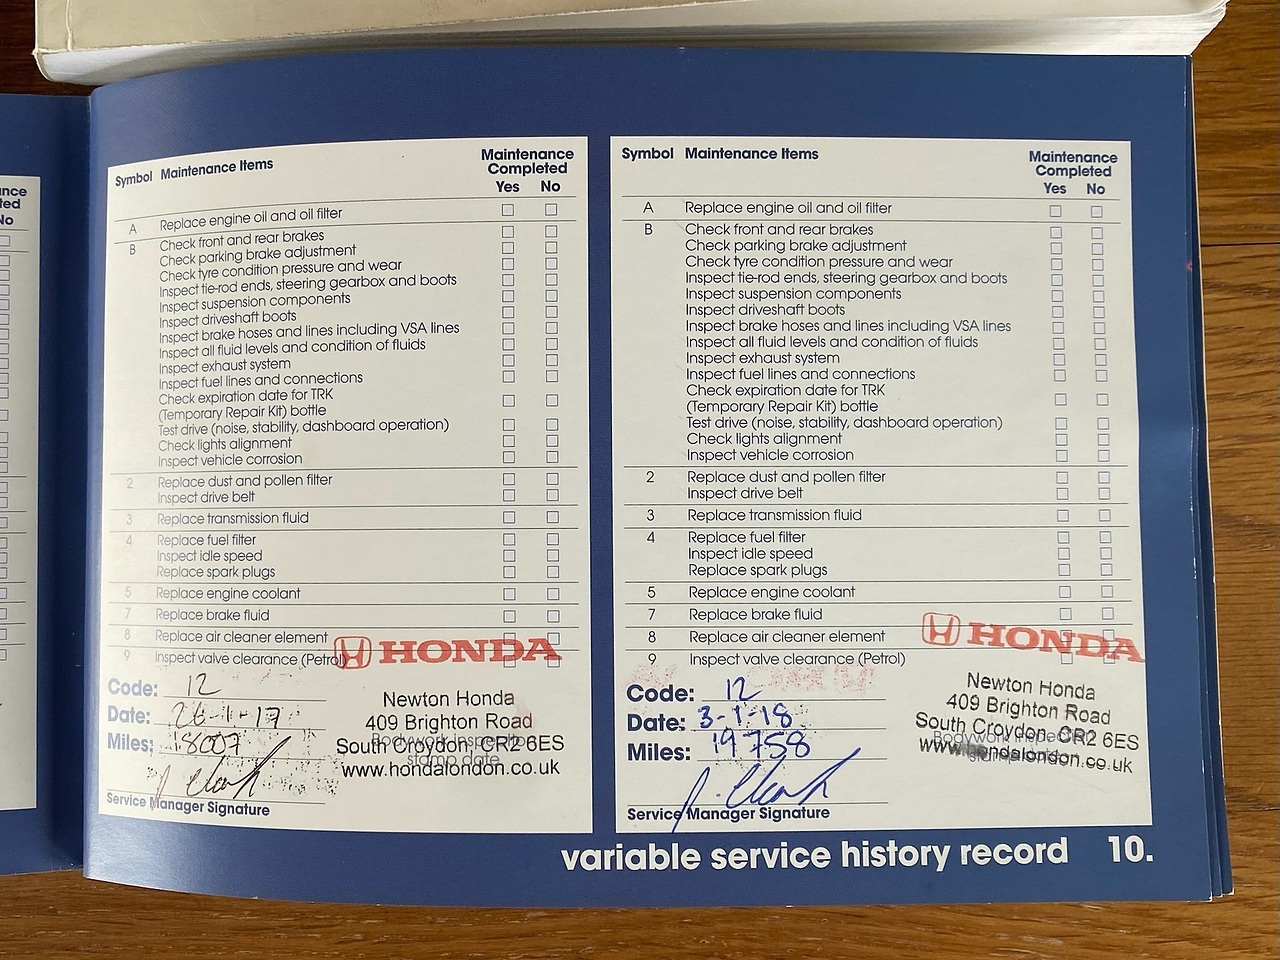 nce
ted
No
Symbol Maintenance Items Maintenance
Completed
Yes No
A Replace engine oil and oil filter
B Check front and rear brakes
Check parking brake adjustment
Check tyre condition pressure and wear
Inspect tie-rod ends, steering gearbox and boots
Inspect suspension components
Inspect driveshaft boots
Inspect brake hoses and lines including VSA lines
Inspect all fluid levels and condition of fluids
Inspect exhaust system
Inspect fuel lines and connections
Check expiration date for TRK
(Temporary Repair Kit) bottle
Test drive (noise, stability, dashboard operation)
Check lights alignment
Inspect vehicle corrosion
2 Replace dust and pollen filter
Inspect drive belt
3 Replace transmission fluid
4 Replace fuel filter
Inspect idle speed
Replace spark plugs
5 Replace engine coolant
7 Replace brake fluid
8 Replace air cleaner element
9 Inspect valve clearance (Petrol)
HONDA
Code: 12
Date: 26-1-17
Miles: 18007
Newton Honda
409 Brighton Road
South Croydon, CR2 6ES
www.hondalondon.co.uk
Bodywork inspection
stamp date
Service Manager Signature
Symbol Maintenance Items Maintenance
Completed
Yes No
A Replace engine oil and oil filter
B Check front and rear brakes
Check parking brake adjustment
Check tyre condition pressure and wear
Inspect tie-rod ends, steering gearbox and boots
Inspect suspension components
Inspect driveshaft boots
Inspect brake hoses and lines including VSA lines
Inspect all fluid levels and condition of fluids
Inspect exhaust system
Inspect fuel lines and connections
Check expiration date for TRK
(Temporary Repair Kit) bottle
Test drive (noise, stability, dashboard operation)
Check lights alignment
Inspect vehicle corrosion
2 Replace dust and pollen filter
Inspect drive belt
3 Replace transmission fluid
4 Replace fuel filter
Inspect idle speed
Replace spark plugs
5 Replace engine coolant
7 Replace brake fluid
8 Replace air cleaner element
9 Inspect valve clearance (Petrol)
HONDA
Code: 12
Date: 3-1-18
Miles: 19758
Newton Honda
409 Brighton Road
South Croydon, CR2 6ES
www.hondalondon.co.uk
Service Manager Signature
variable service history record 10.